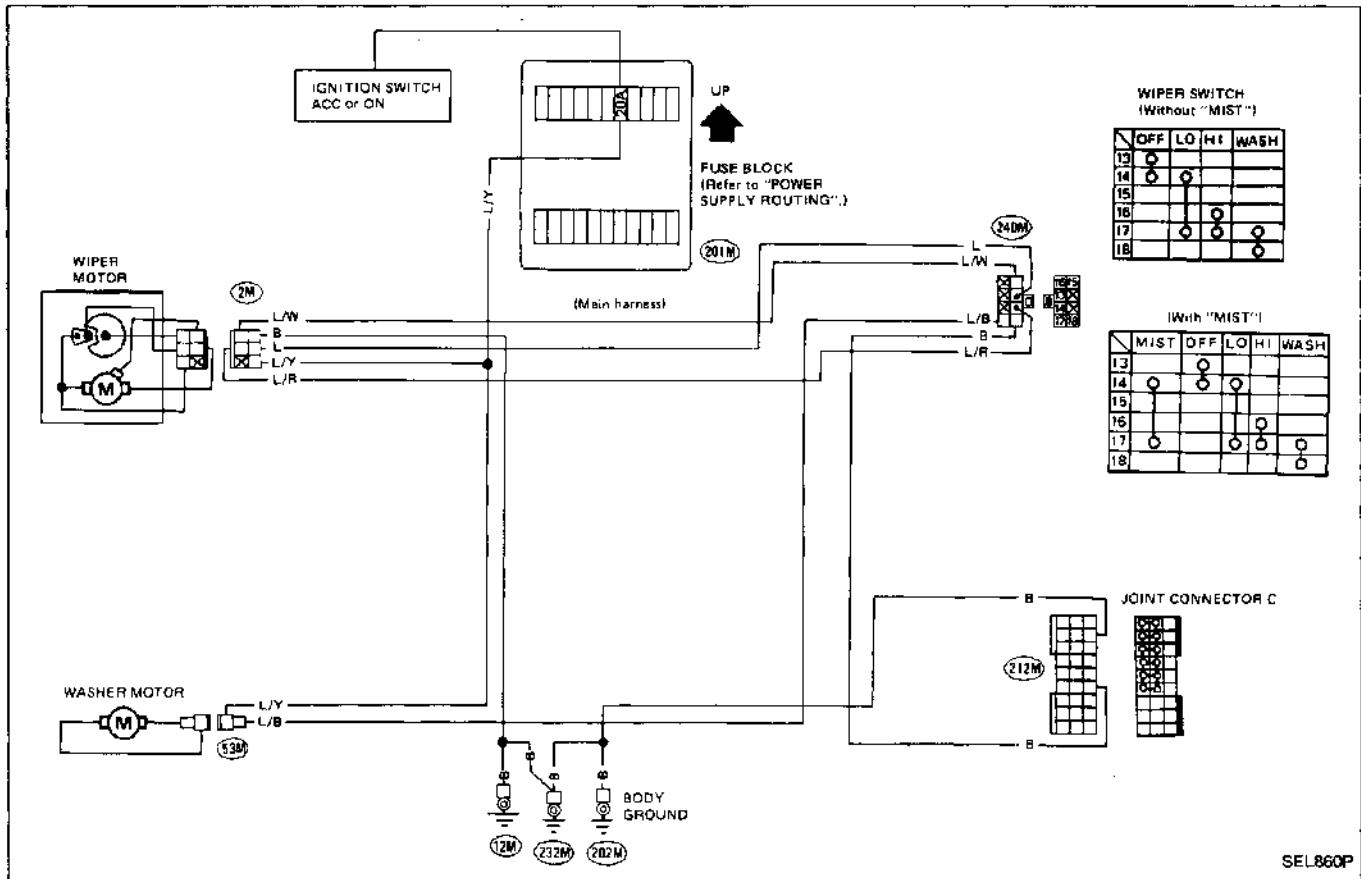 IGNITION SWITCH
ACC or ON
20A
UP
FUSE BLOCK
(Refer to "POWER
SUPPLY ROUTING".)
201M
L/Y
WIPER SWITCH
(Without "MIST")
OFF LO HI WASH
13
14
15
16
17
18
(With "MIST")
MIST OFF LO HI WASH
13
14
15
16
17
18
WIPER
MOTOR
M
2M
L/W
B
L
L/Y
L/R
(Main harness)
240M
L
L/W
L/B
B
L/R
WASHER MOTOR
M
L/Y
L/B
53M
B
B
B
B
BODY
GROUND
12M
232M
202M
B
212M
B
JOINT CONNECTOR C
SEL860P